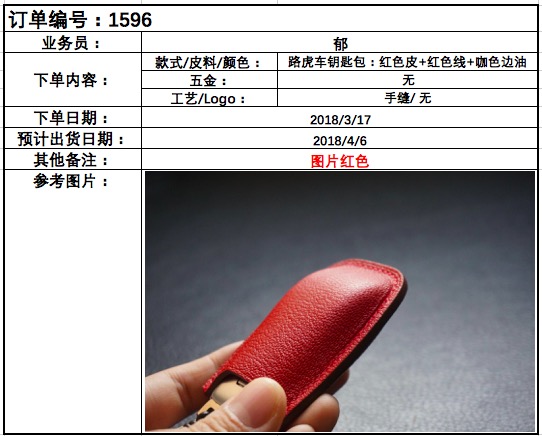 订单编号：1596
业务员：
郁
下单内容：
款式/皮料/颜色：
路虎车钥匙包：红色皮+红色线+咖色边油
五金：
无
工艺/Logo：
手缝/ 无
下单日期：
2018/3/17
预计出货日期：
2018/4/6
其他备注：
图片红色
参考图片：